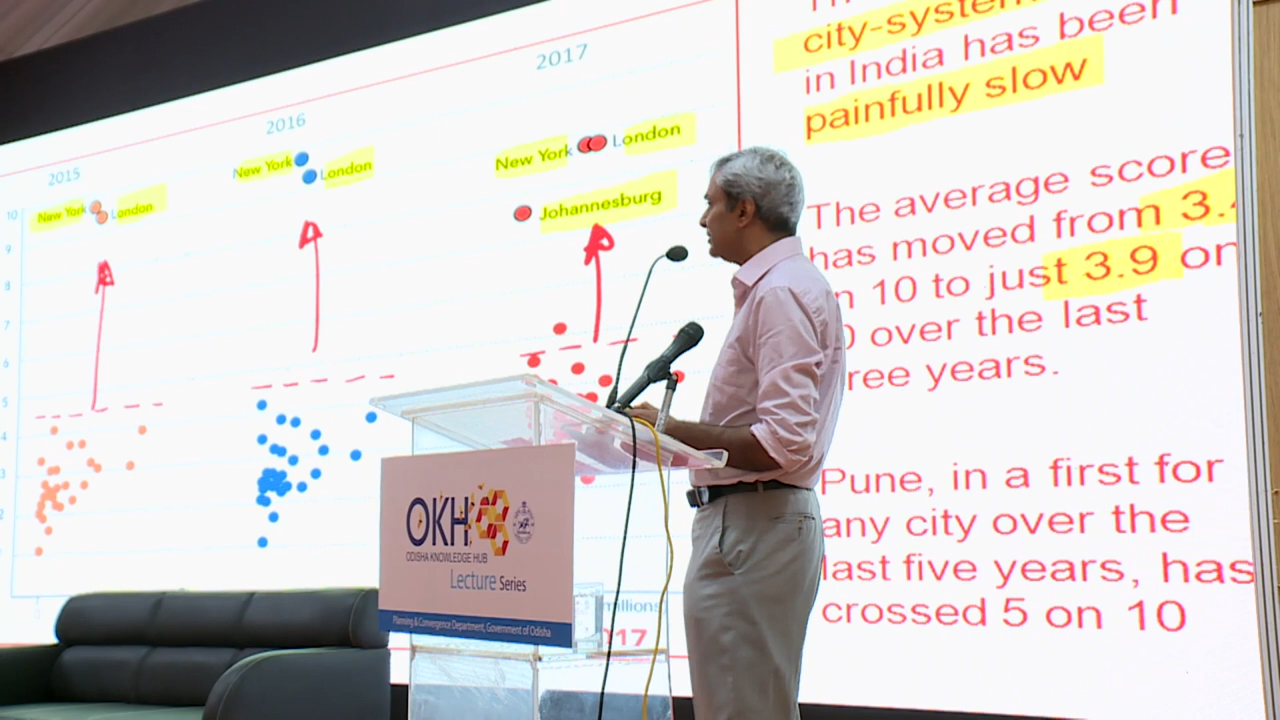 2015
2016
2017
New York
London
New York
London
New York
London
Johannesburg
10
9
8
7
6
5
4
3
2
1
city-system
in India has been
painfully slow
The average score
has moved from 3.
on 10 to just 3.9 on
0 over the last
ree years.
Pune, in a first for
any city over the
last five years, has
crossed 5 on 10
OKH
ODISHA KNOWLEDGE HUB
Lecture Series
Planning & Convergence Department, Government of Odisha
millions
017